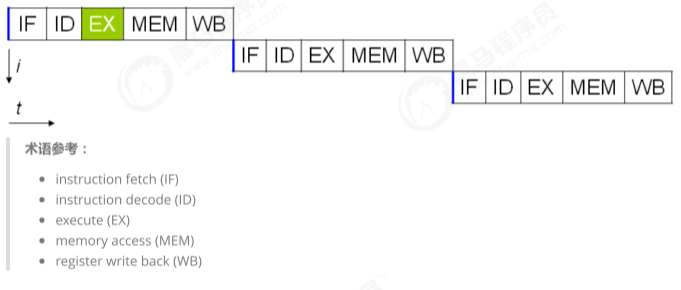 IF ID EX MEM WB
IF ID EX MEM WB
IF ID EX MEM WB
i
t
术语参考：
instruction fetch (IF)
instruction decode (ID)
execute (EX)
memory access (MEM)
register write back (WB)